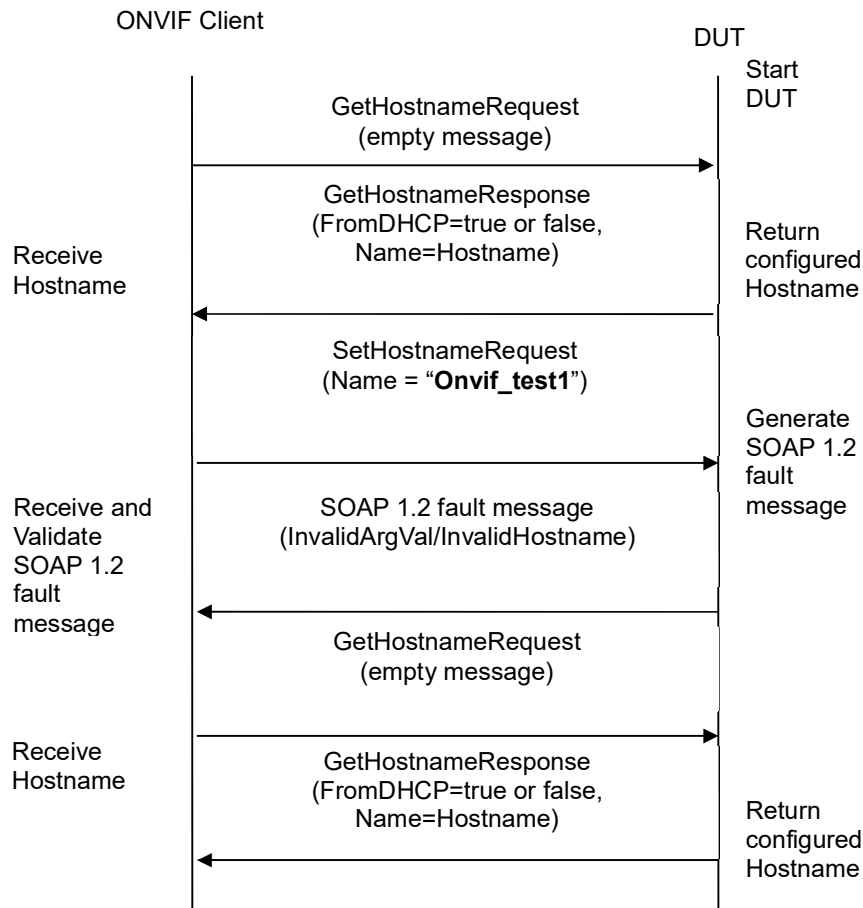 ONVIF Client
DUT
Start
DUT
GetHostnameRequest
(empty message)
GetHostnameResponse
(FromDHCP=true or false,
Name=Hostname)
Receive
Hostname
Return
configured
Hostname
SetHostnameRequest
(Name = “Onvif_test1”)
Generate
SOAP 1.2
fault
message
Receive and
Validate
SOAP 1.2
fault
message
SOAP 1.2 fault message
(InvalidArgVal/InvalidHostname)
GetHostnameRequest
(empty message)
Receive
Hostname
GetHostnameResponse
(FromDHCP=true or false,
Name=Hostname)
Return
configured
Hostname